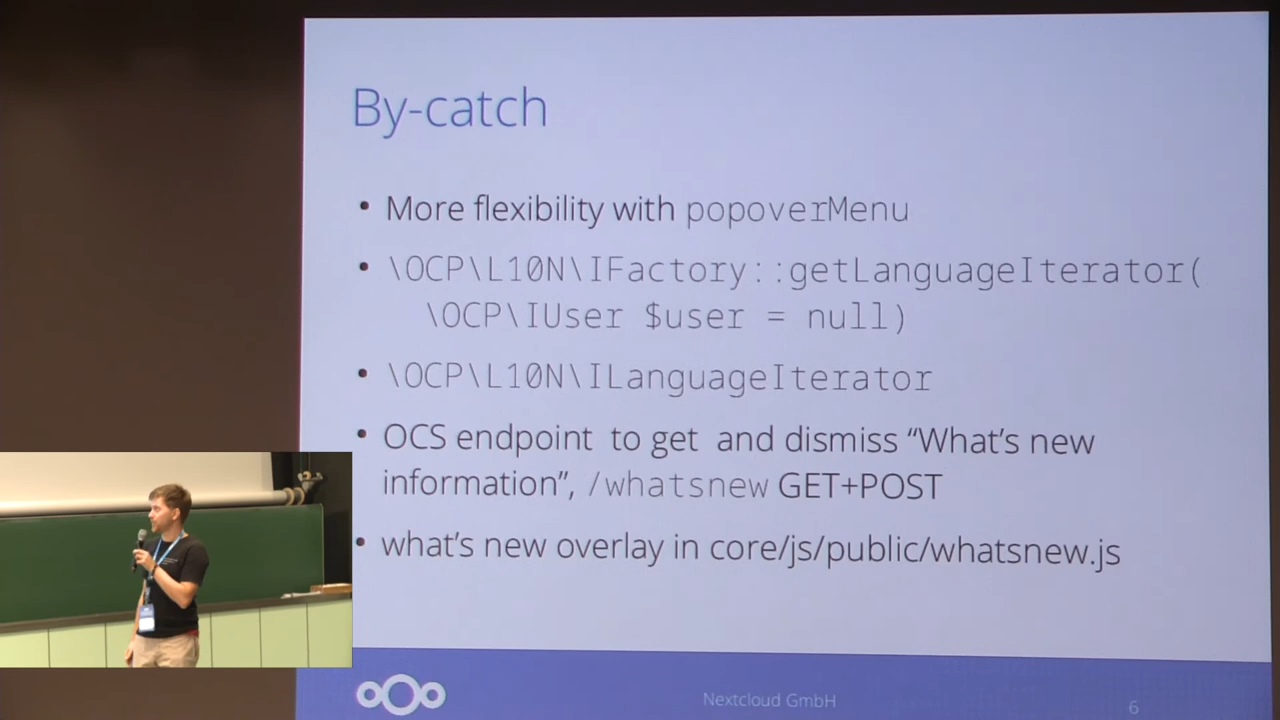 By-catch
• More flexibility with popoverMenu
• \OCP\L10N\IFactory::getLanguageIterator(
\OCP\IUser $user = null)
• \OCP\L10N\ILanguageIterator
• OCS endpoint to get and dismiss “What’s new
information”, /whatsnew GET+POST
• what’s new overlay in core/js/public/whatsnew.js
Nextcloud GmbH
6